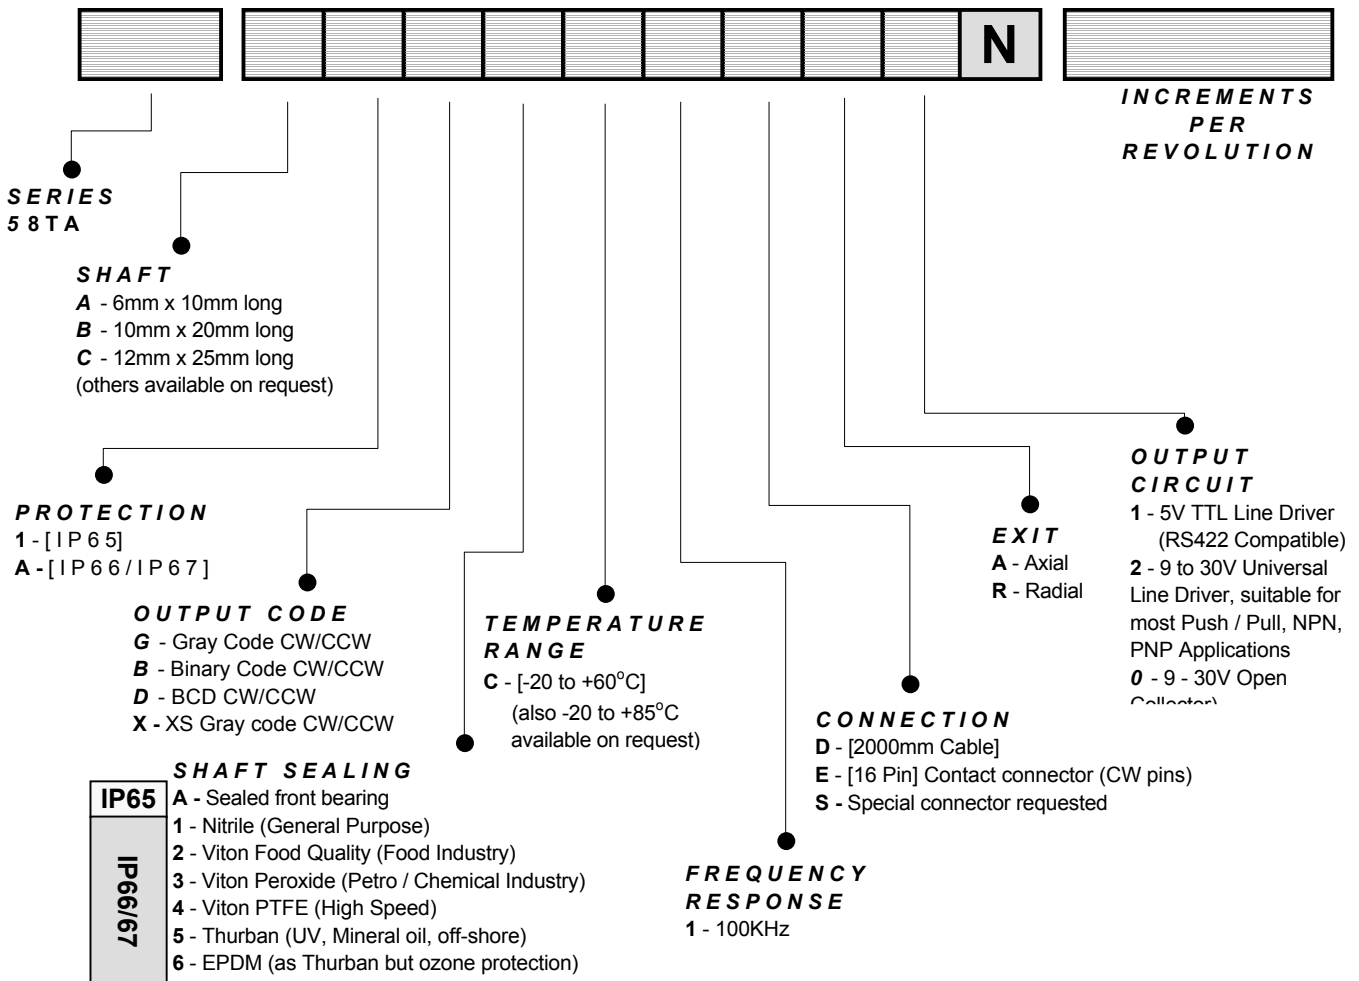 N
INCREMENTS
PER
REVOLUTION
SERIES
58TA
SHAFT
A - 6mm x 10mm long
B - 10mm x 20mm long
C - 12mm x 25mm long
(others available on request)
PROTECTION
1 - [IP65]
A - [IP66/IP67]
OUTPUT CODE
G - Gray Code CW/CCW
B - Binary Code CW/CCW
D - BCD CW/CCW
X - XS Gray code CW/CCW
SHAFT SEALING
IP65
A - Sealed front bearing
IP66/67
1 - Nitrile (General Purpose)
2 - Viton Food Quality (Food Industry)
3 - Viton Peroxide (Petro / Chemical Industry)
4 - Viton PTFE (High Speed)
5 - Thurban (UV, Mineral oil, off-shore)
6 - EPDM (as Thurban but ozone protection)
TEMPERATURE
RANGE
C - [-20 to +60°C]
(also -20 to +85°C
available on request)
FREQUENCY
RESPONSE
1 - 100KHz
CONNECTION
D - [2000mm Cable]
E - [16 Pin] Contact connector (CW pins)
S - Special connector requested
EXIT
A - Axial
R - Radial
OUTPUT
CIRCUIT
1 - 5V TTL Line Driver
(RS422 Compatible)
2 - 9 to 30V Universal
Line Driver, suitable for
most Push / Pull, NPN,
PNP Applications
0 - 9 - 30V Open
Collector)